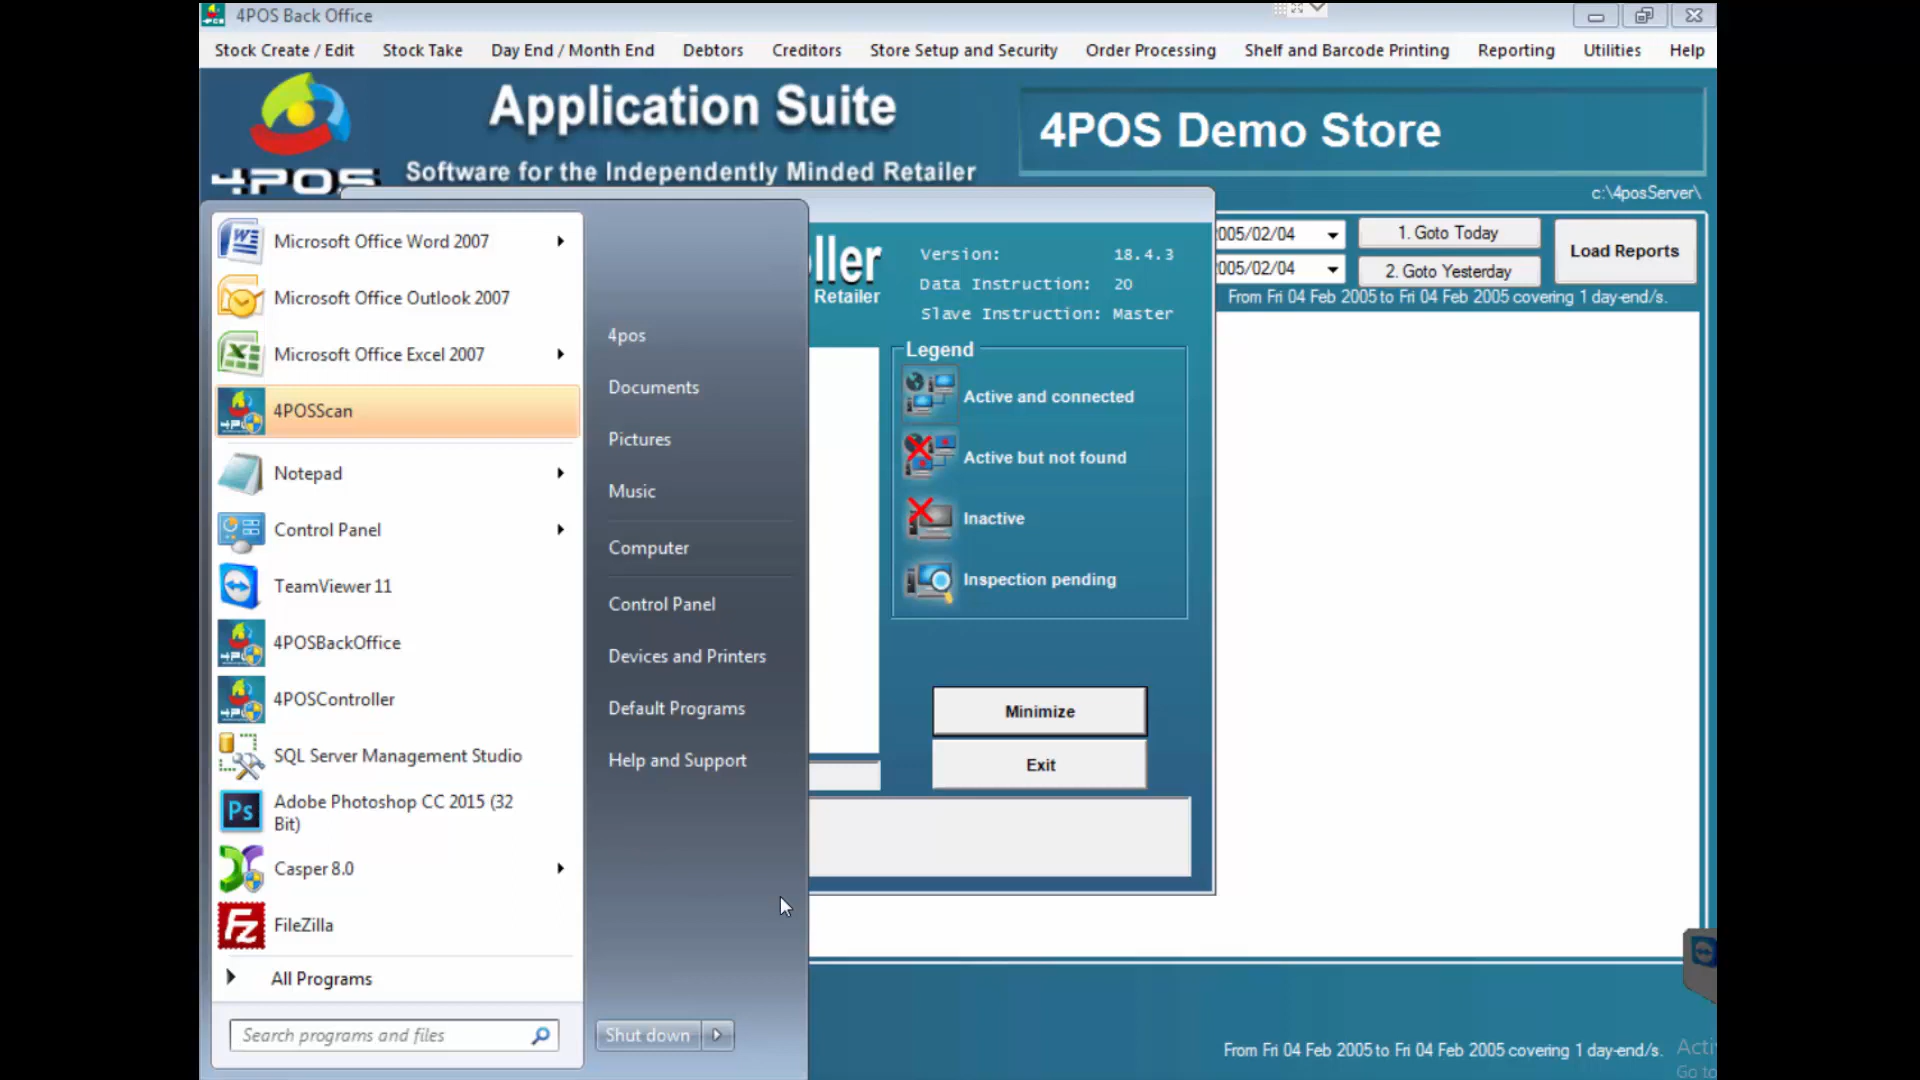 4POS Back Office
Stock Create / Edit Stock Take Day End / Month End Debtors Creditors Store Setup and Security Order Processing Shelf and Barcode Printing Reporting Utilities Help
4POS
Application Suite
Software for the Independently Minded Retailer
4POS Demo Store
c:\4posServer\
Microsoft Office Word 2007
Microsoft Office Outlook 2007
Microsoft Office Excel 2007
4POSScan
Notepad
Control Panel
TeamViewer 11
4POSBackOffice
4POSController
SQL Server Management Studio
Adobe Photoshop CC 2015 (32
Bit)
Casper 8.0
FileZilla
All Programs
Search programs and files
4pos
Documents
Pictures
Music
Computer
Control Panel
Devices and Printers
Default Programs
Help and Support
Shut down
ller
Retailer
Version: 18.4.3
Data Instruction: 20
Slave Instruction: Master
Legend
Active and connected
Active but not found
Inactive
Inspection pending
Minimize
Exit
005/02/04
005/02/04
1. Goto Today
2. Goto Yesterday
Load Reports
From Fri 04 Feb 2005 to Fri 04 Feb 2005 covering 1 day-end/s.
From Fri 04 Feb 2005 to Fri 04 Feb 2005 covering 1 day-end/s.
Acti
Go to